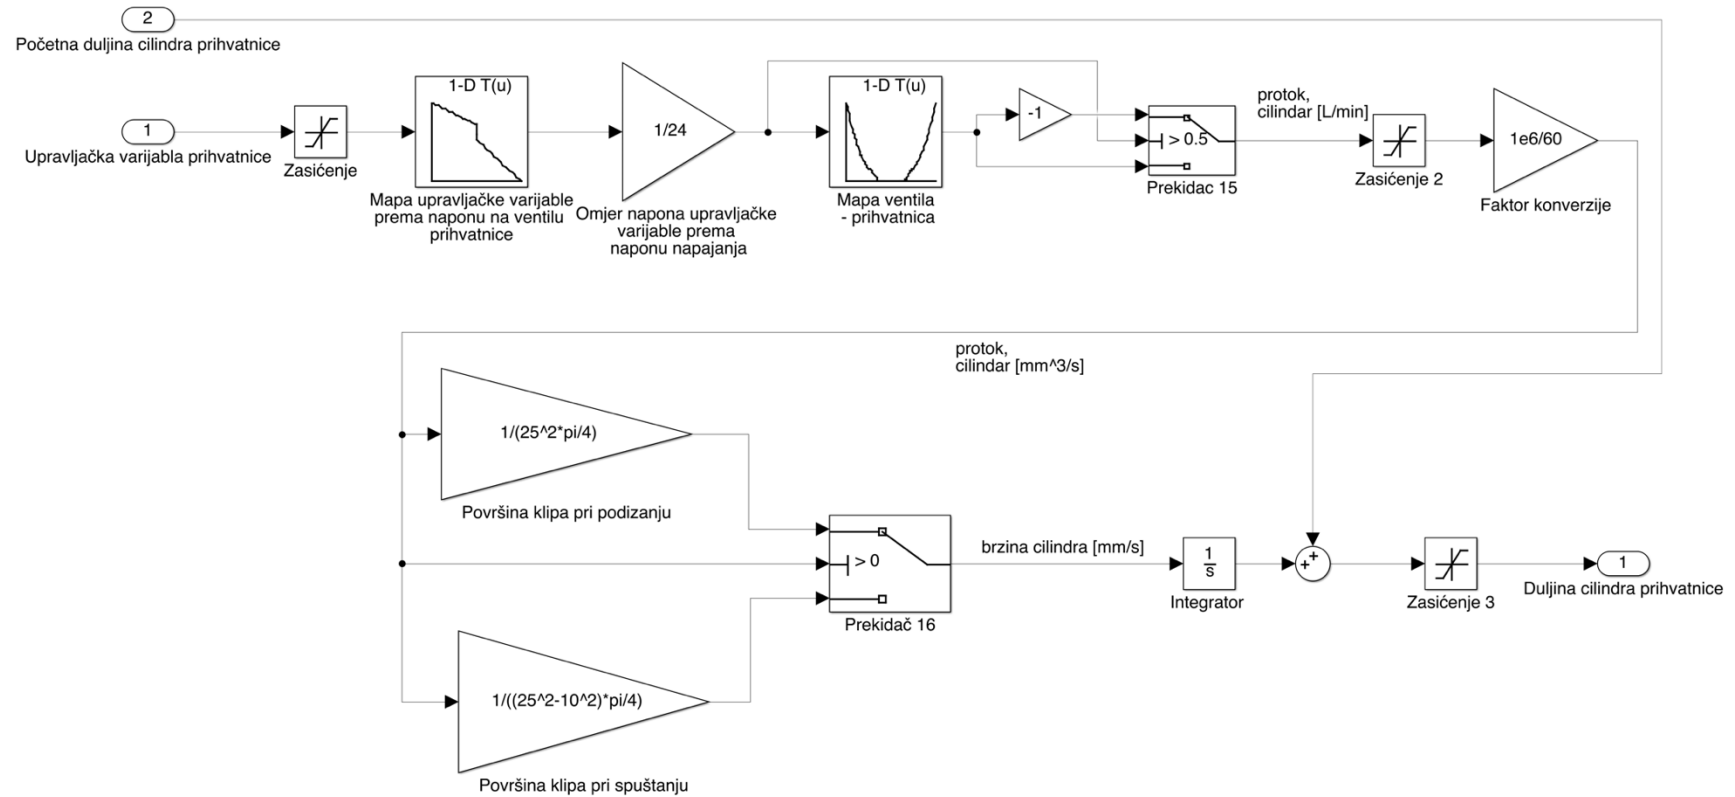 2
Početna duljina cilindra prihvatnice
1
Upravljačka varijabla prihvatnice
Zasićenje
1-D T(u)
Mapa upravljačke varijable
prema naponu na ventilu
prihvatnice
1/24
Omjer napona upravljačke
varijable prema
naponu napajanja
1-D T(u)
Mapa ventila
- prihvatnica
-1
> 0.5
Prekidac 15
protok,
cilindar [L/min]
Zasićenje 2
1e6/60
Faktor konverzije
protok,
cilindar [mm^3/s]
1/(25^2*pi/4)
Površina klipa pri podizanju
> 0
Prekidač 16
1/((25^2-10^2)*pi/4)
Površina klipa pri spuštanju
brzina cilindra [mm/s]
1
s
Integrator
++
Zasićenje 3
1
Duljina cilindra prihvatnice